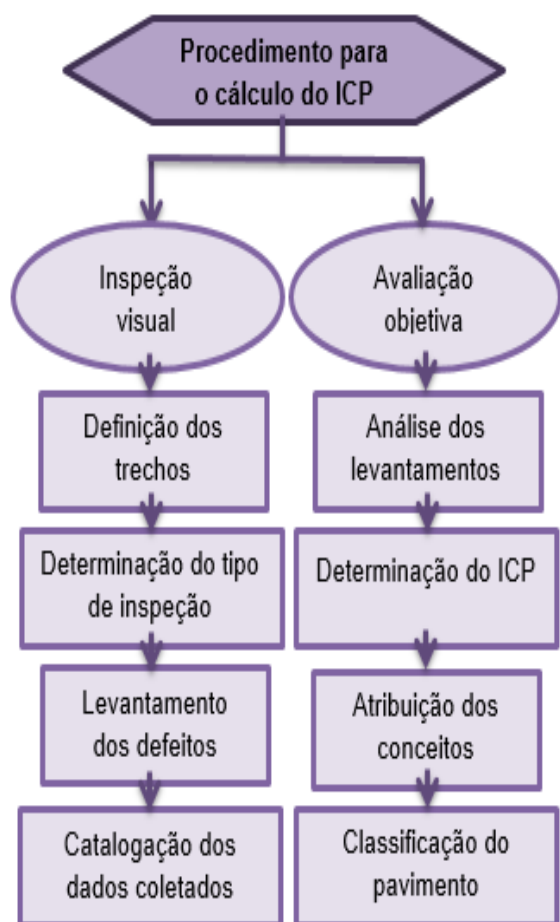 Procedimento para
o cálculo do ICP
Inspeção
visual
Definição dos
trechos
Determinação do tipo
de inspeção
Levantamento
dos defeitos
Catalogação dos
dados coletados
Avaliação
objetiva
Análise dos
levantamentos
Determinação do ICP
Atribuição dos
conceitos
Classificação do
pavimento